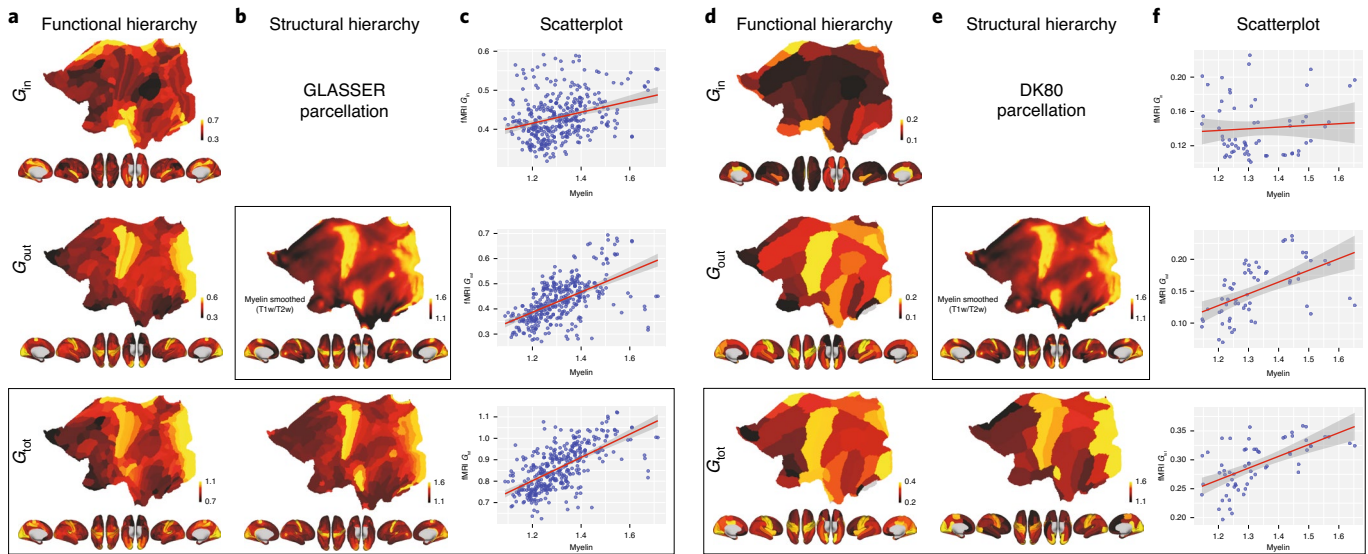 a Functional hierarchy
b Structural hierarchy
c Scatterplot
d Functional hierarchy
e Structural hierarchy
f Scatterplot
Gin
0.7
0.3
GLASSER
parcellation
fMRI Gin
0.6
0.5
0.4
1.2 1.4 1.6
Myelin
Gin
0.2
0.1
DK80
parcellation
fMRI
0.20
0.16
0.12
1.2 1.3 1.4 1.5 1.6
Myelin
Gout
0.6
0.3
Myelin smoothed
(T1w/T2w)
1.6
1.1
fMRI Gout
0.7
0.6
0.5
0.4
0.3
1.2 1.4 1.6
Myelin
Gout
0.2
0.1
Myelin smoothed
(T1w/T2w)
1.6
1.1
fMRI Gout
0.20
0.15
0.10
1.2 1.3 1.4 1.5 1.6
Myelin
Gtot
1.1
0.7
1.6
1.1
fMRI Gtot
1.1
1.0
0.9
0.8
0.7
0.6
1.2 1.4 1.6
Myelin
Gtot
0.4
0.2
1.6
1.1
fMRI Gtot
0.35
0.30
0.25
0.20
1.2 1.3 1.4 1.5 1.6
Myelin